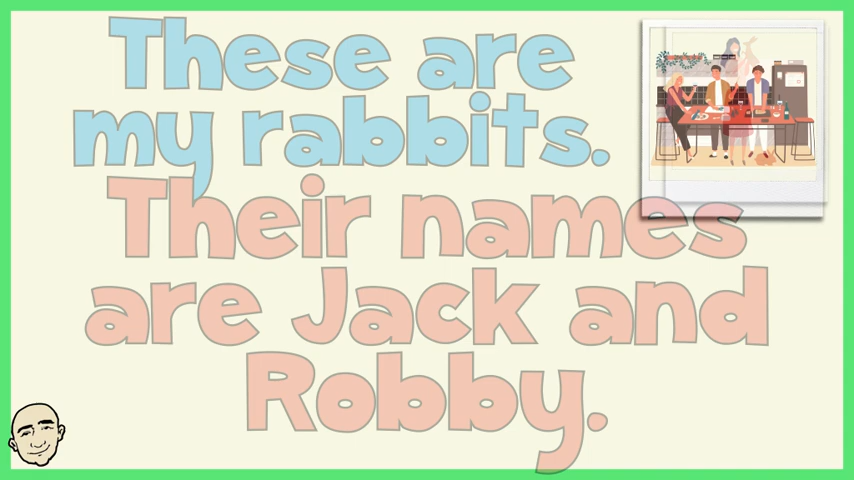 These are
my rabbits.
Their names
are Jack and
Robby.